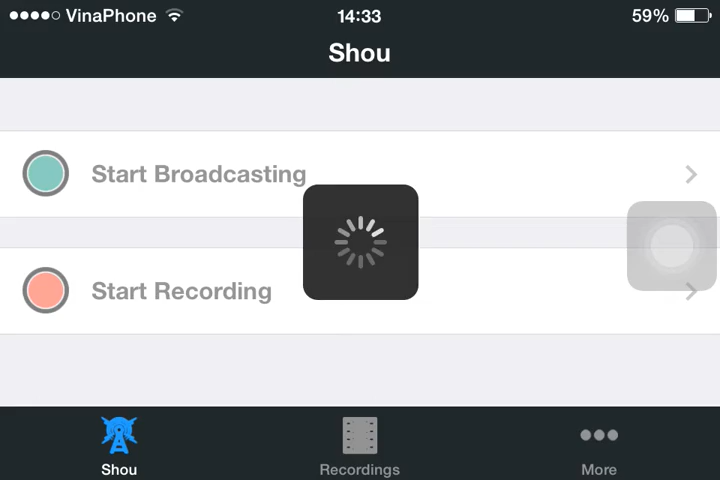 VinaPhone 14:33 59%
Shou
Start Broadcasting
Start Recording
Shou Recordings More